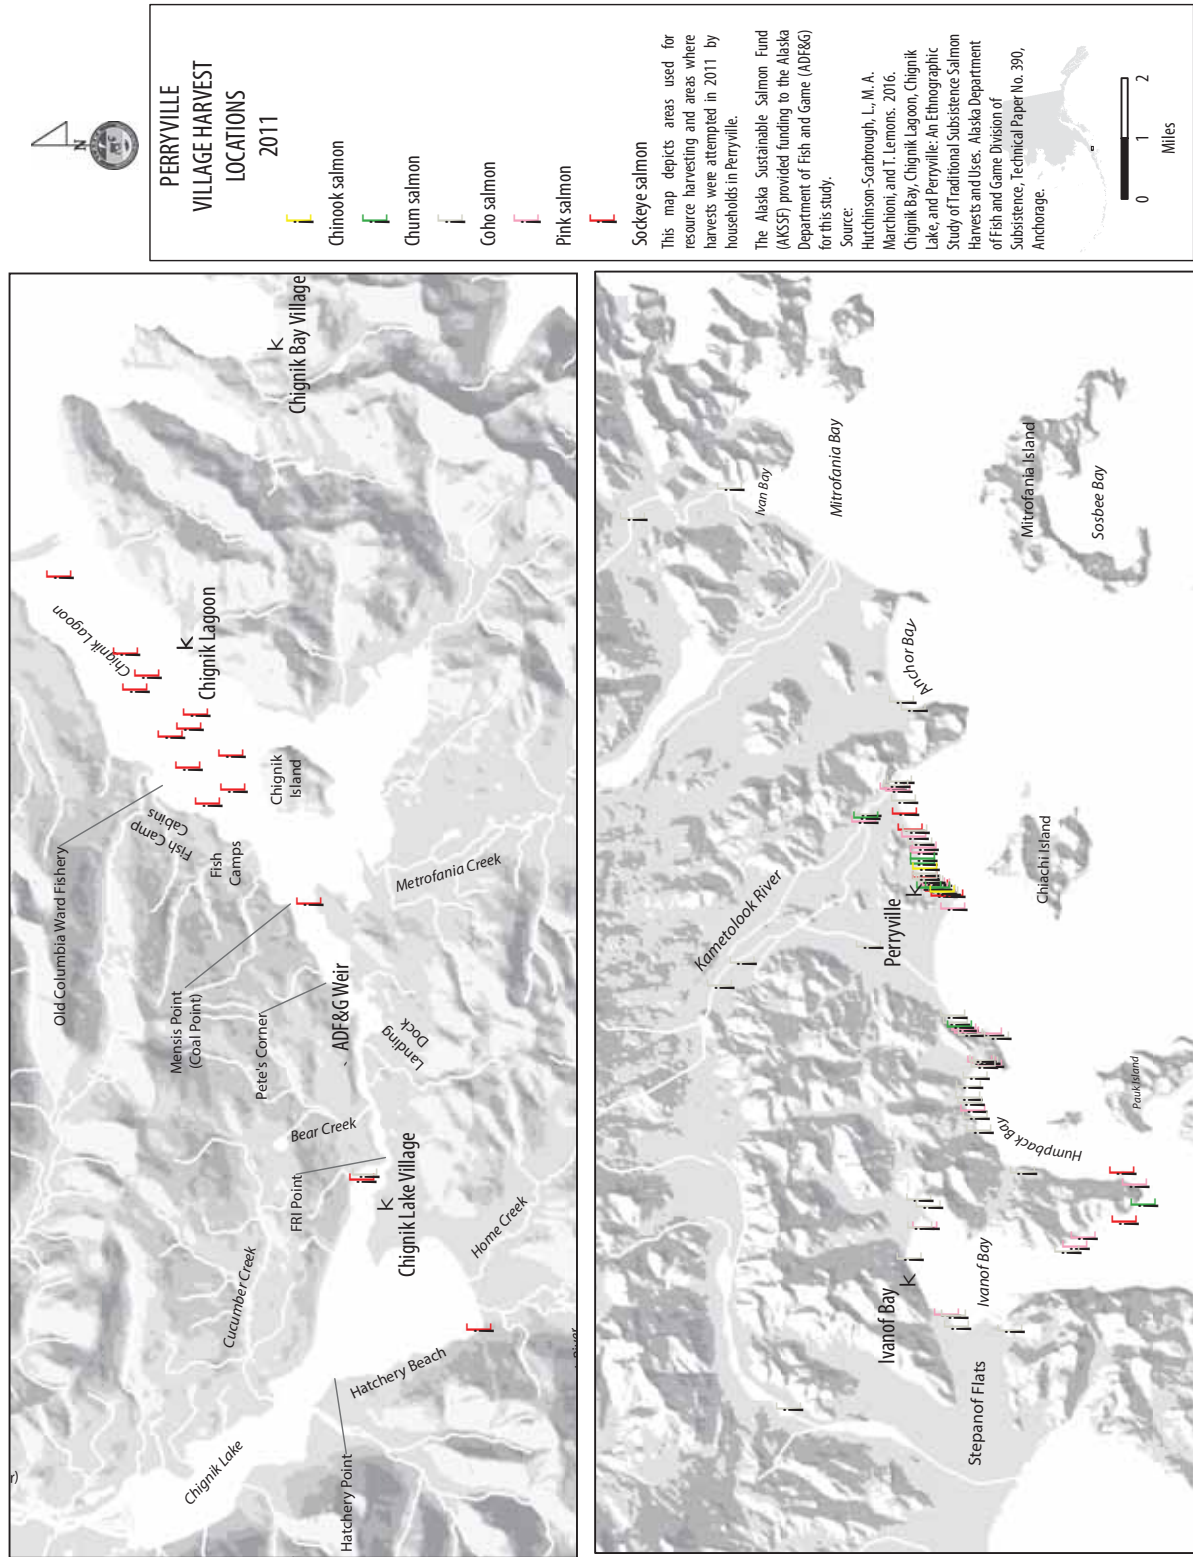 N
PERRYVILLE
VILLAGE HARVEST
LOCATIONS
2011
Chinook salmon
Chum salmon
Coho salmon
Pink salmon
Sockeye salmon
This map depicts areas used for
resource harvesting and areas where
harvests were attempted in 2011 by
households in Perryville.
The Alaska Sustainable Salmon Fund
(AKSSF) provided funding to the Alaska
Department of Fish and Game (ADF&G)
for this study.
Source:
Hutchinson-Scarbrough, L., M. A.
Marchioni, and T. Lemons. 2016.
Chignik Bay, Chignik Lagoon, Chignik
Lake, and Perryville: An Ethnographic
Study of Traditional Subsistence Salmon
Harvests and Uses. Alaska Department
of Fish and Game Division of
Subsistence, Technical Paper No. 390,
Anchorage.
0 1 2
Miles
r)
Old Columbia Ward Fishery
Chignik Lagoon
Fish Camp
Cabins
Fish
Camps
k
Chignik Lagoon
k
Chignik Bay Village
Chignik
Island
Mensis Point
(Coal Point)
Pete's Corner
ADF&G Weir
Metrofania Creek
Landing
Dock
Bear Creek
FRI Point
k
Chignik Lake Village
Cucumber Creek
Home Creek
Chignik Lake
Hatchery Beach
Hatchery Point
Ivan Bay
Mitrofania Bay
Mitrofania Island
Sosbee Bay
Anchor Bay
Kametolook River
k
Perryville
Chiachi Island
Humpback Bay
Pauk Island
k
Ivanof Bay
Ivanof Bay
Stepanof Flats